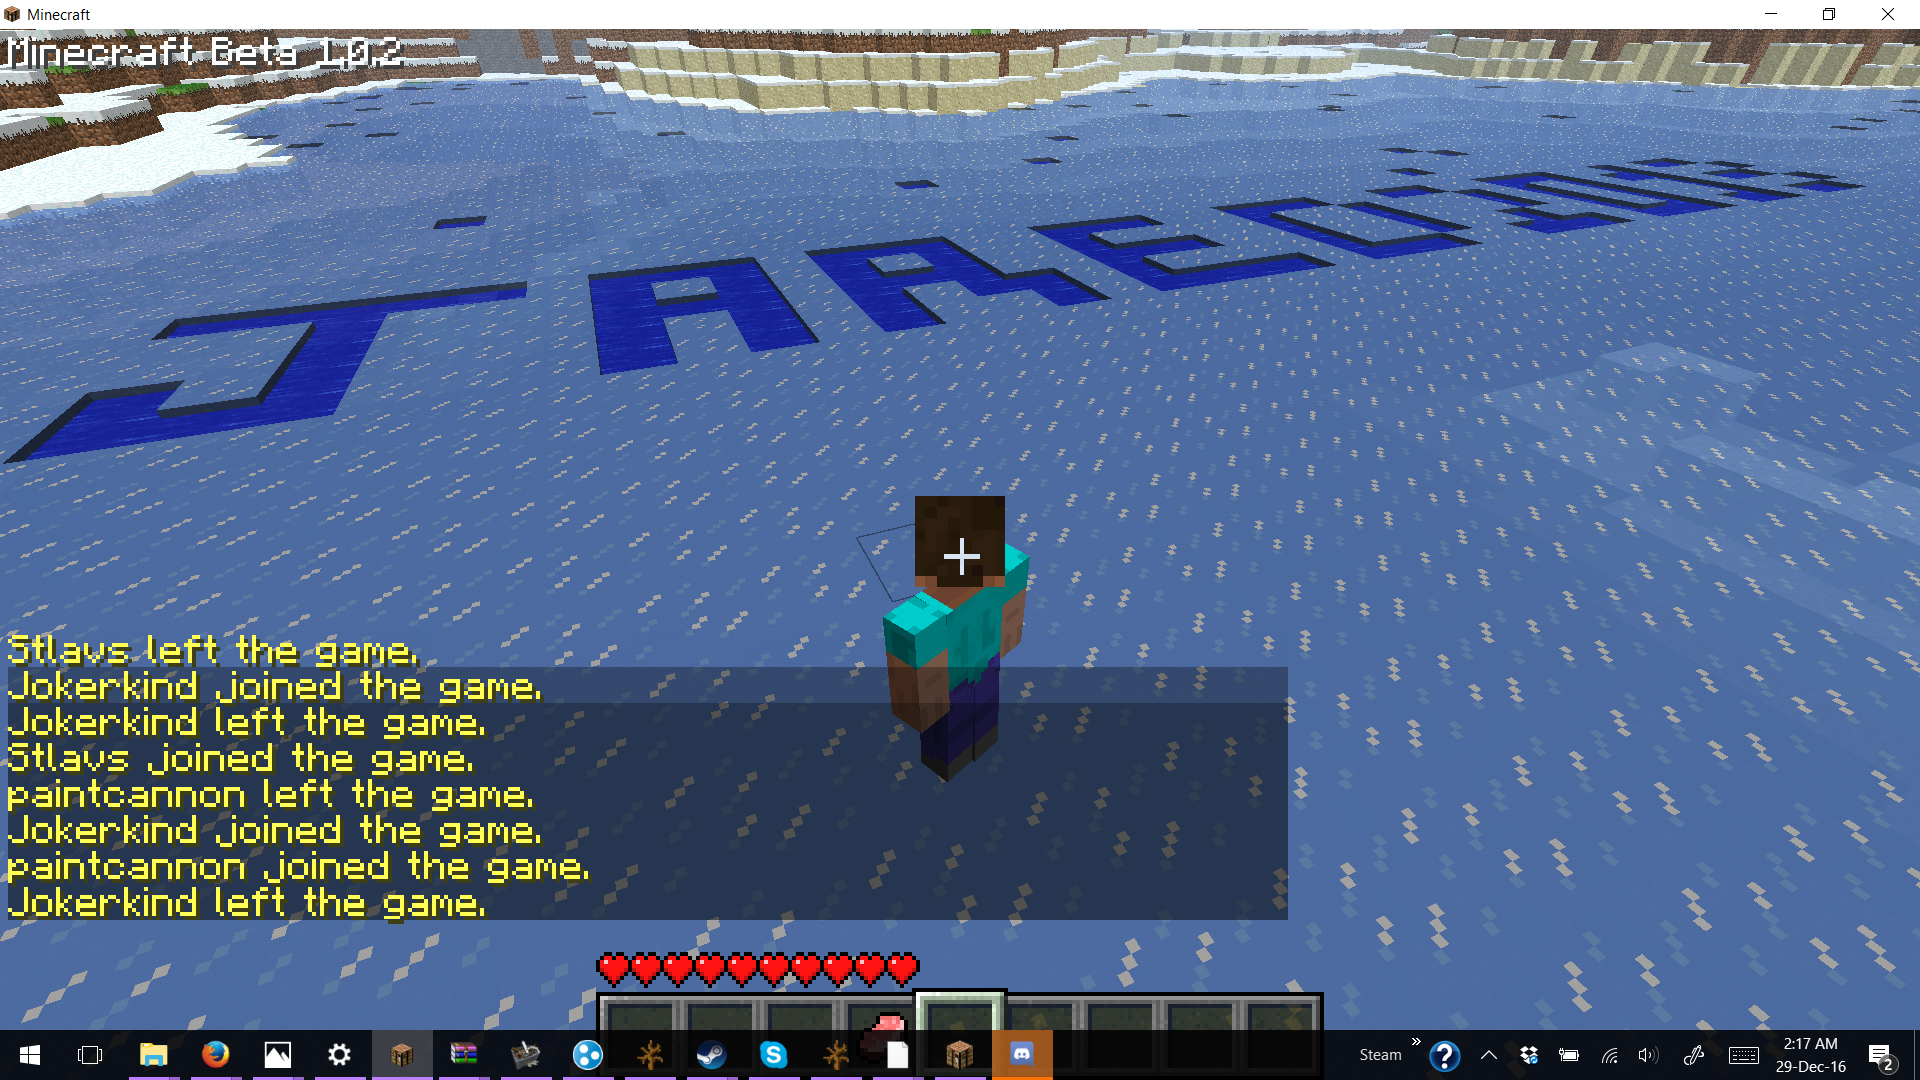 Minecraft
Minecraft Beta 1.0.2
Stlavs left the game.
Jokerkind joined the game.
Jokerkind left the game.
Stlavs joined the game.
paintcannon left the game.
Jokerkind joined the game.
paintcannon joined the game.
Jokerkind left the game.
Steam
2:17 AM
29-Dec-16
2